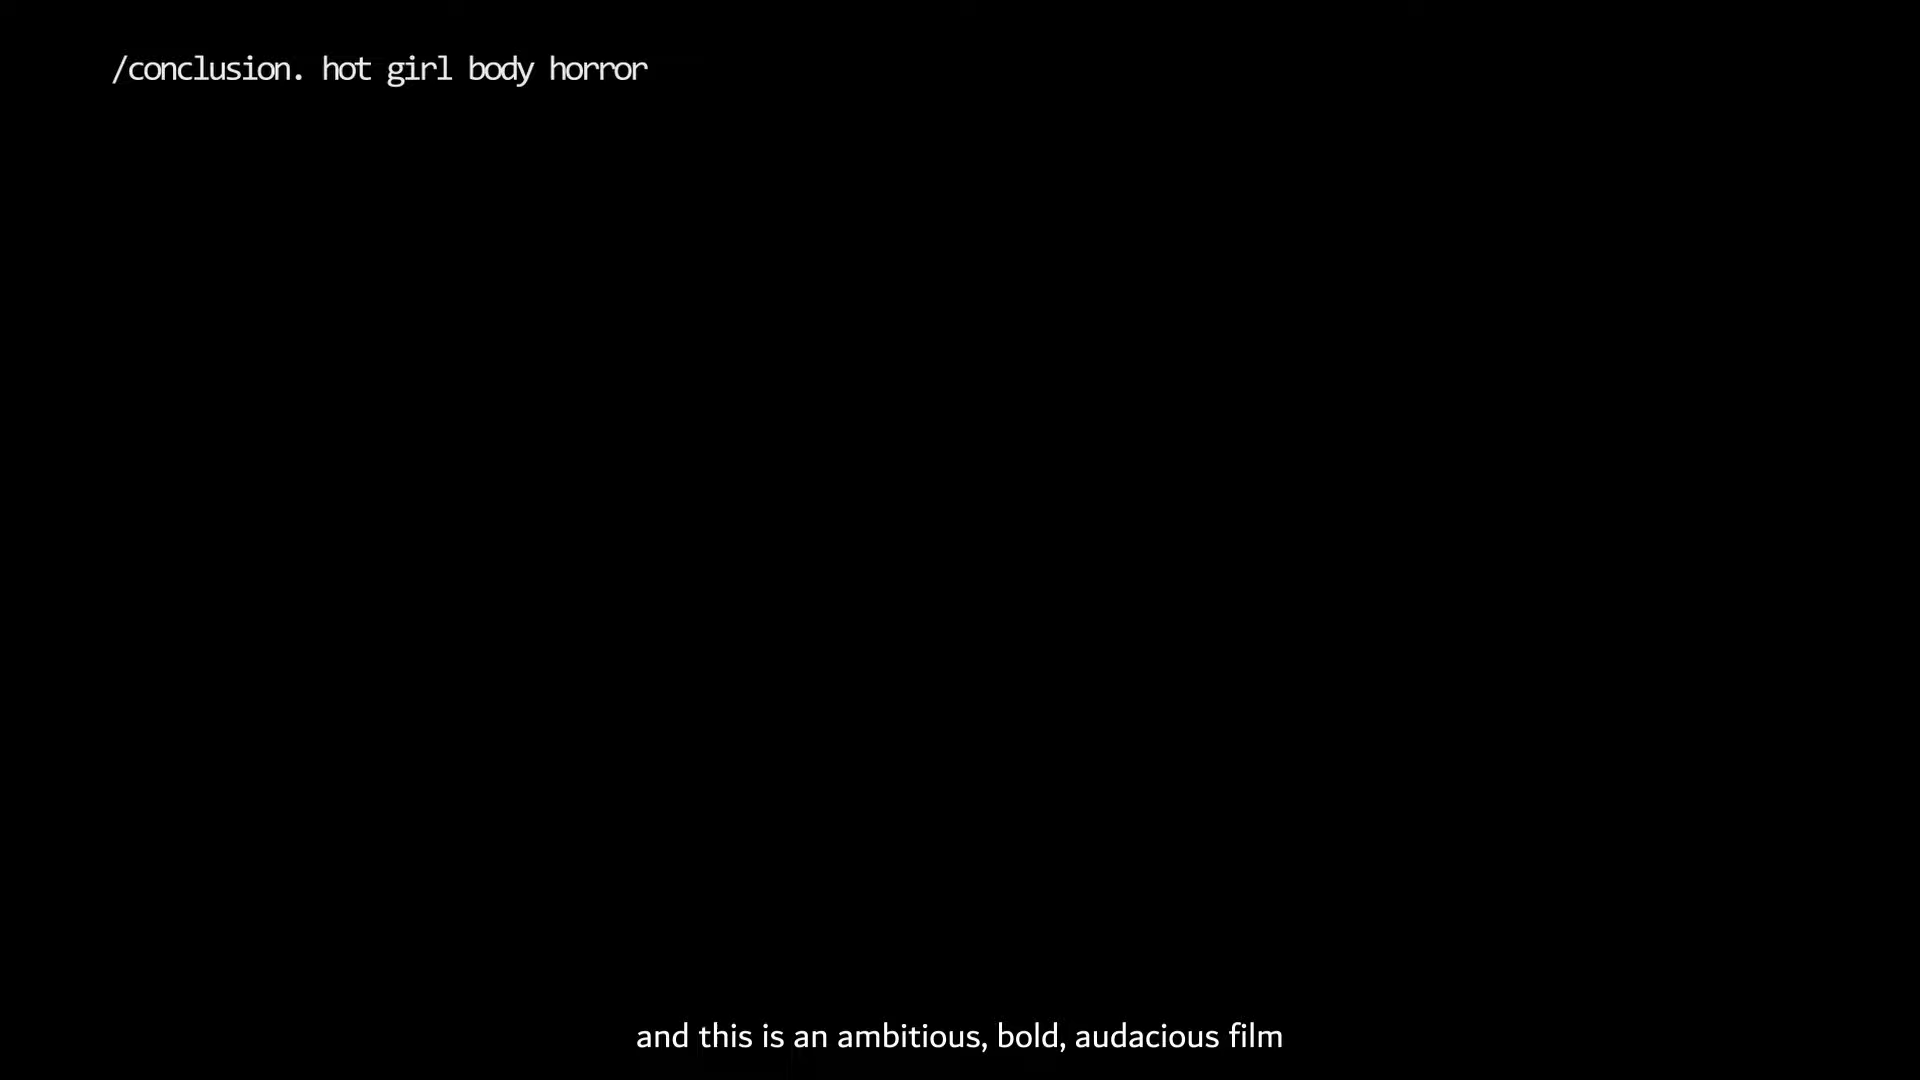 /conclusion. hot girl body horror
and this is an ambitious, bold, audacious film